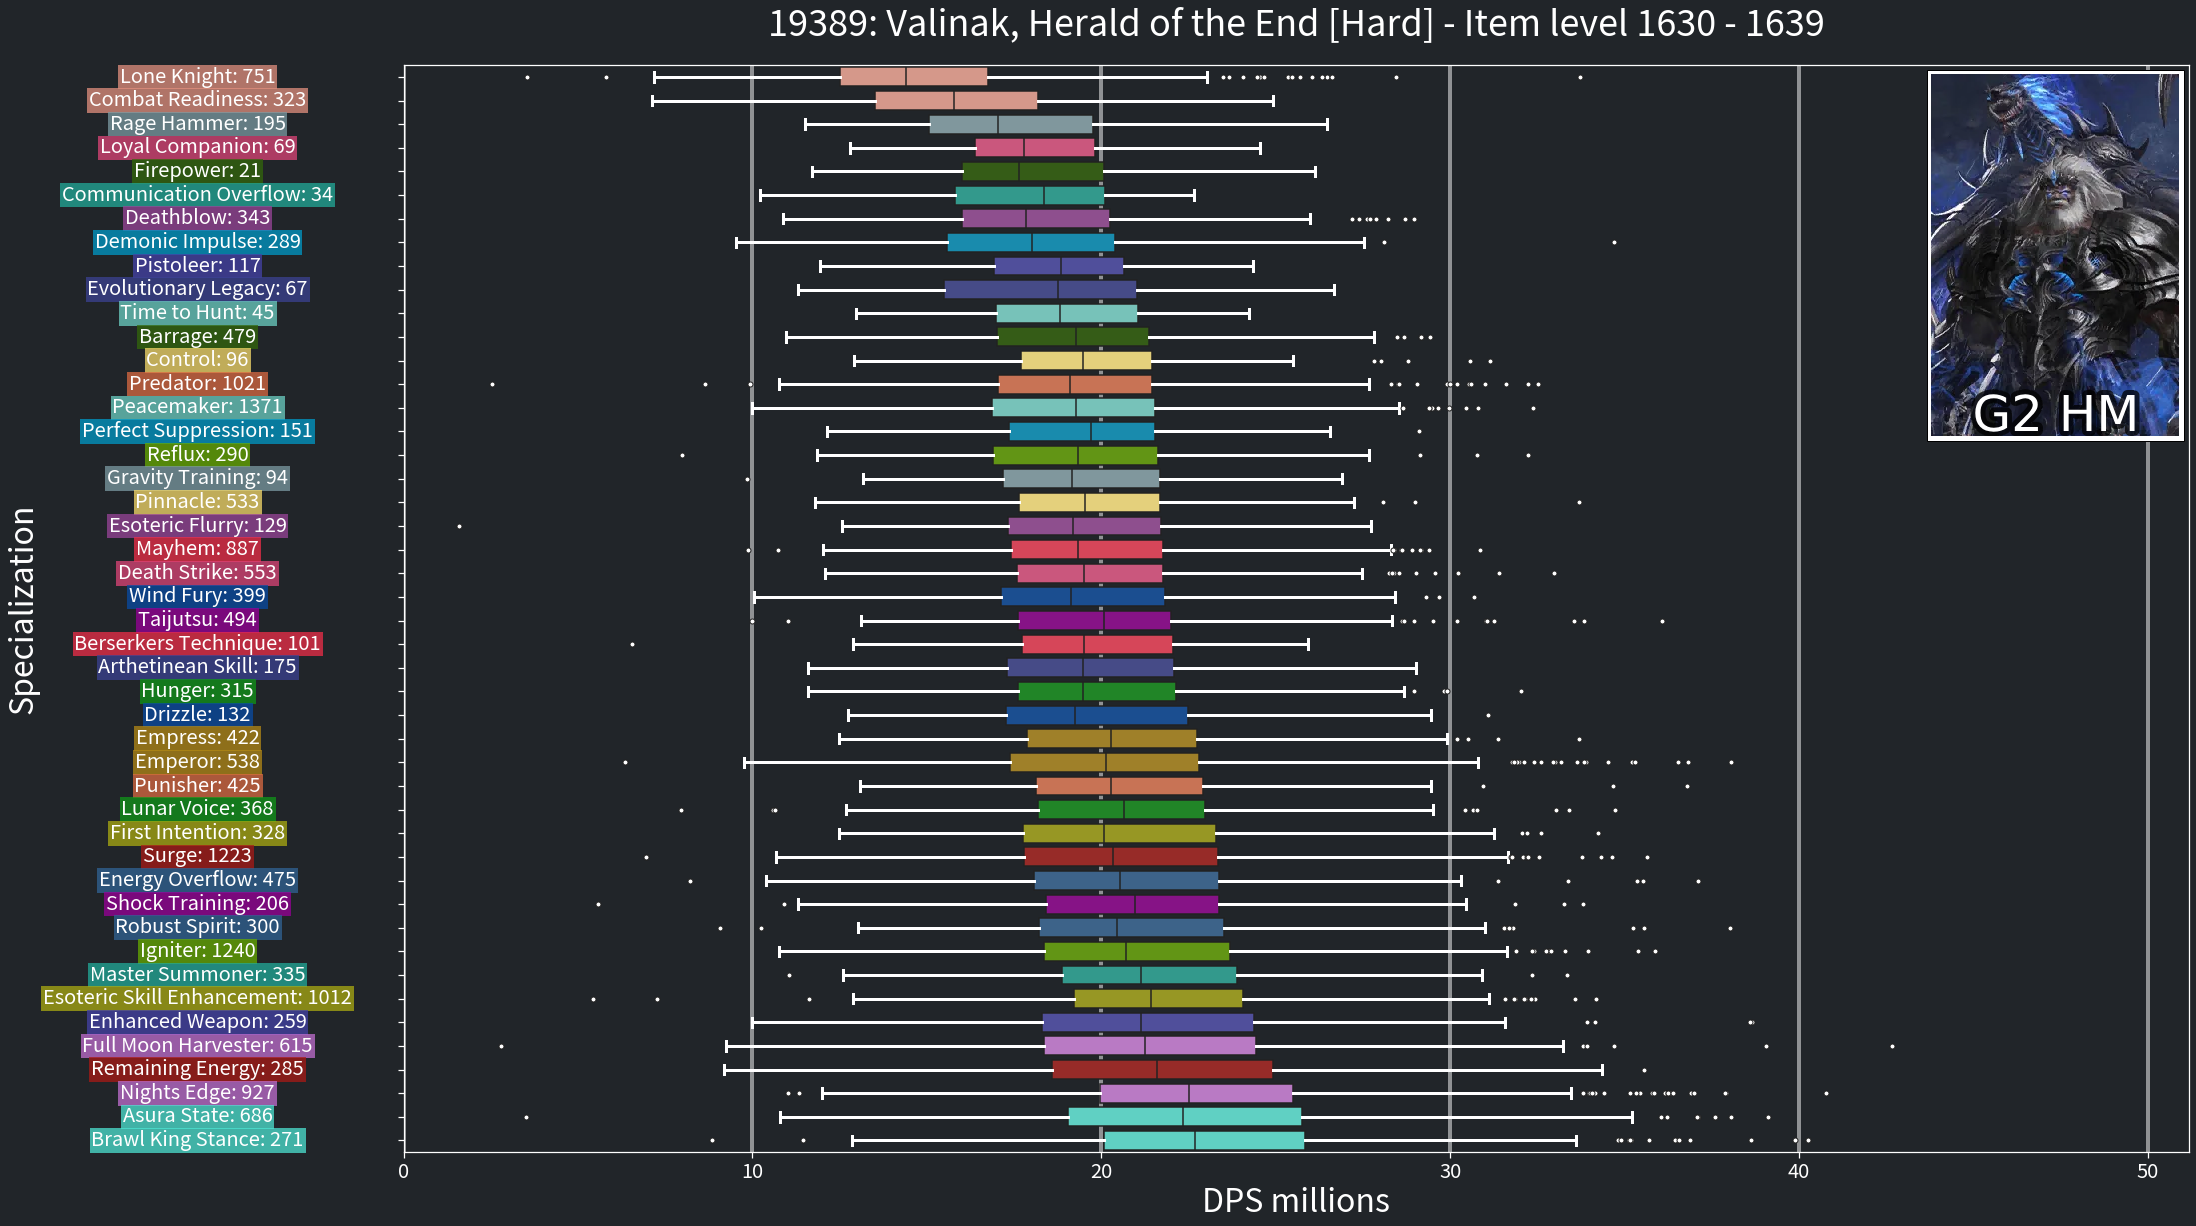 19389: Valinak, Herald of the End [Hard] - Item level 1630 - 1639
Lone Knight: 751
Combat Readiness: 323
Rage Hammer: 195
Loyal Companion: 69
Firepower: 21
Communication Overflow: 34
Deathblow: 343
Demonic Impulse: 289
Pistoleer: 117
Evolutionary Legacy: 67
Time to Hunt: 45
Barrage: 479
Control: 96
Predator: 1021
Peacemaker: 1371
Perfect Suppression: 151
Reflux: 290
Gravity Training: 94
Pinnacle: 533
Esoteric Flurry: 129
Mayhem: 887
Death Strike: 553
Wind Fury: 399
Taijutsu: 494
Berserkers Technique: 101
Arthetinean Skill: 175
Hunger: 315
Drizzle: 132
Empress: 422
Emperor: 538
Punisher: 425
Lunar Voice: 368
First Intention: 328
Surge: 1223
Energy Overflow: 475
Shock Training: 206
Robust Spirit: 300
Igniter: 1240
Master Summoner: 335
Esoteric Skill Enhancement: 1012
Enhanced Weapon: 259
Full Moon Harvester: 615
Remaining Energy: 285
Nights Edge: 927
Asura State: 686
Brawl King Stance: 271
Specialization
G2 HM
0 10 20 30 40 50
DPS millions